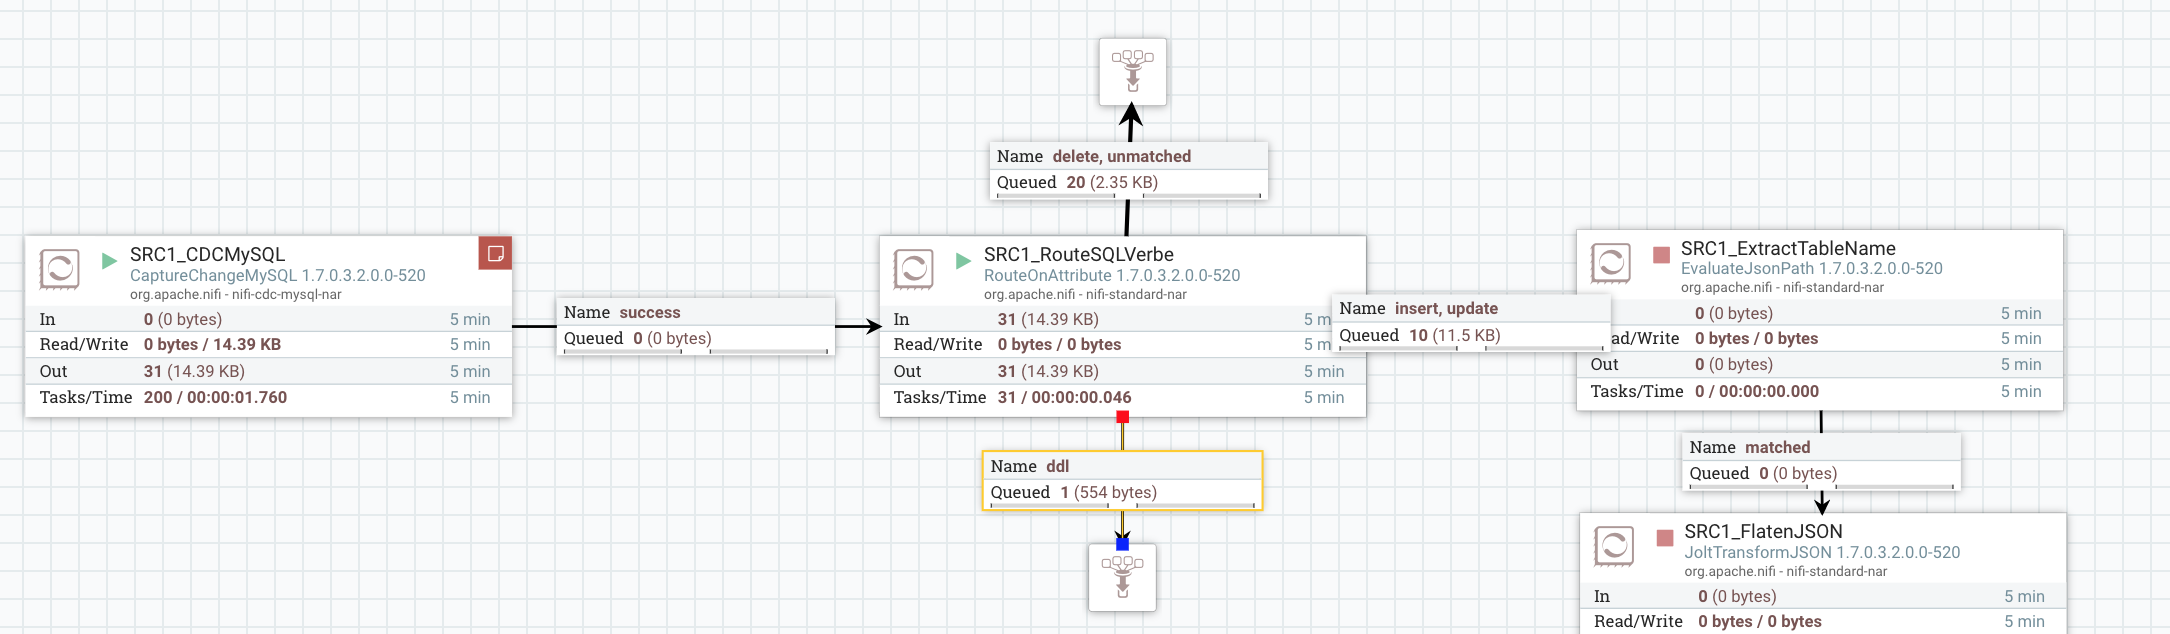 Name delete, unmatched
Queued 20 (2.35 KB)
SRC1_CDCMySQL
CaptureChangeMySQL 1.7.0.3.2.0.0-520
org.apache.nifi - nifi-cdc-mysql-nar
In 0 (0 bytes) 5 min
Read/Write 0 bytes / 14.39 KB 5 min
Out 31 (14.39 KB) 5 min
Tasks/Time 200 / 00:00:01.760 5 min
Name success
Queued 0 (0 bytes)
SRC1_RouteSQLVerbe
RouteOnAttribute 1.7.0.3.2.0.0-520
org.apache.nifi - nifi-standard-nar
In 31 (14.39 KB) 5 m
Read/Write 0 bytes / 0 bytes 5 m
Out 31 (14.39 KB) 5 min
Tasks/Time 31 / 00:00:00.046 5 min
Name insert, update
Queued 10 (11.5 KB)
SRC1_ExtractTableName
EvaluateJsonPath 1.7.0.3.2.0.0-520
org.apache.nifi - nifi-standard-nar
0 (0 bytes) 5 min
ad/Write 0 bytes / 0 bytes 5 min
Out 0 (0 bytes) 5 min
Tasks/Time 0 / 00:00:00.000 5 min
Name ddl
Queued 1 (554 bytes)
Name matched
Queued 0 (0 bytes)
SRC1_FlatenJSON
JoltTransformJSON 1.7.0.3.2.0.0-520
org.apache.nifi - nifi-standard-nar
In 0 (0 bytes) 5 min
Read/Write 0 bytes / 0 bytes 5 min